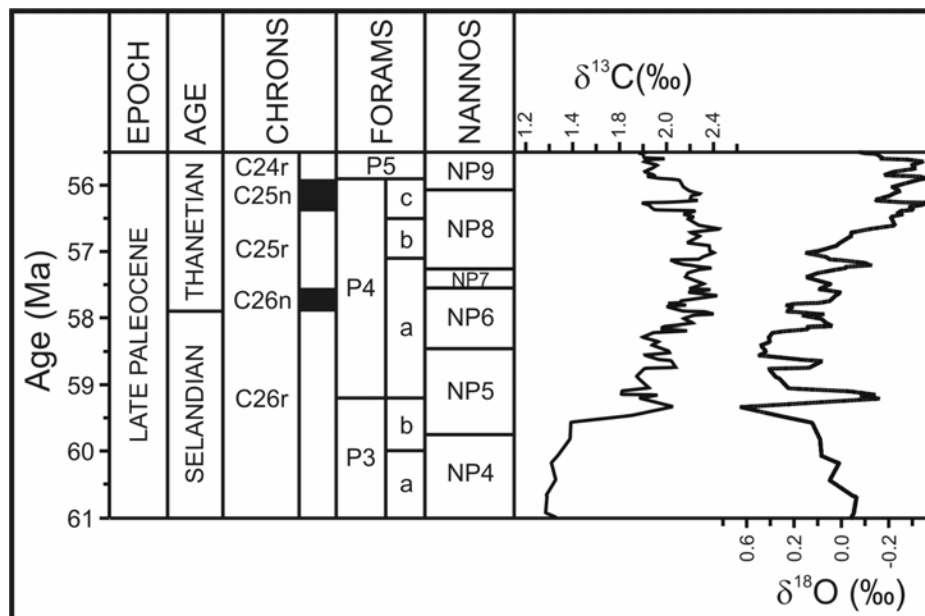 EPOCH
AGE
CHRONS
FORAMS
NANNOS
δ13C(‰)
1.2
1.4
1.8
2.0
2.4
Age (Ma)
56
57
58
59
60
61
LATE PALEOCENE
THANETIAN
SELANDIAN
C24r
C25n
C25r
C26n
C26r
P5
P4
c
b
a
P3
b
a
NP9
NP8
NP7
NP6
NP5
NP4
0.6
0.2
0.0
-0.2
δ18O (‰)